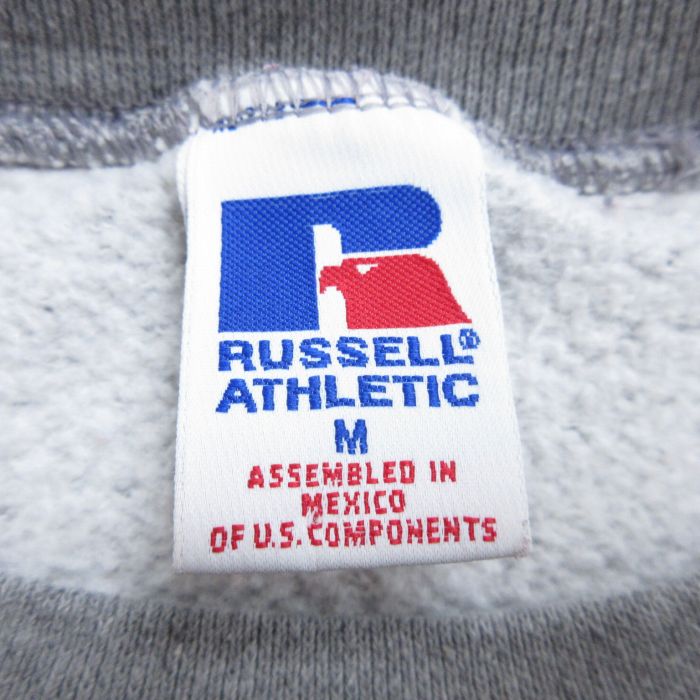 RUSSELL®
ATHLETIC
M
ASSEMBLED IN
MEXICO
OF U.S. COMPONENTS